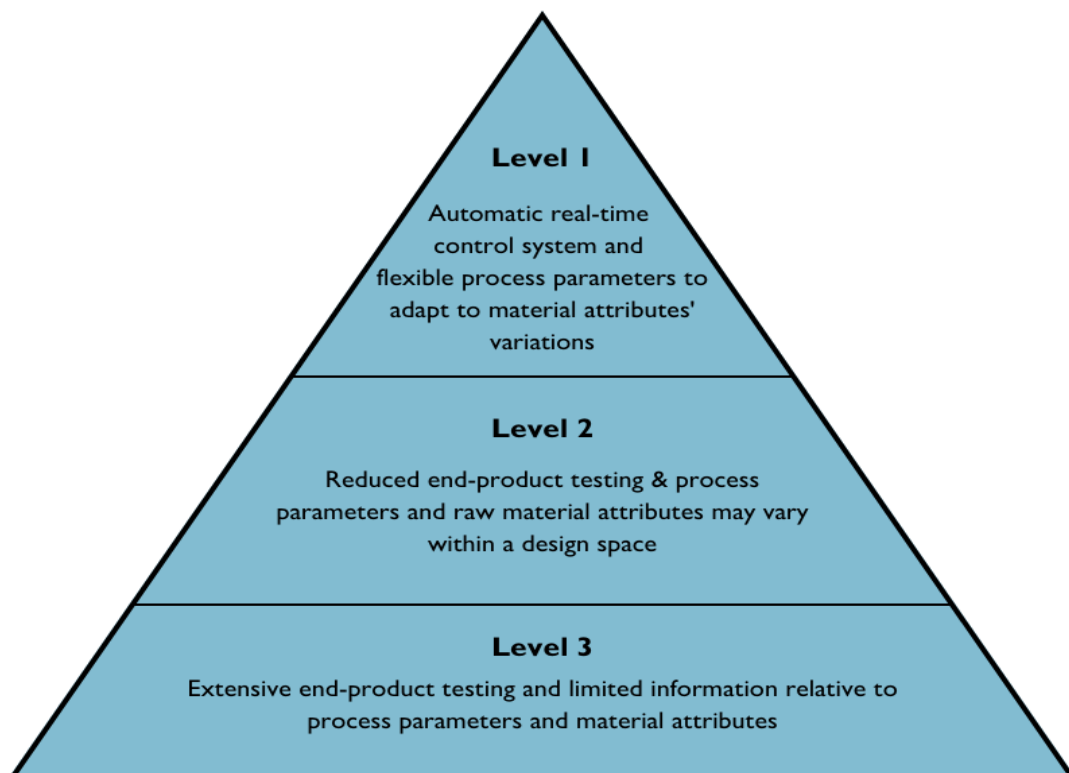 Level 1
Automatic real-time
control system and
flexible process parameters to
adapt to material attributes'
variations
Level 2
Reduced end-product testing & process
parameters and raw material attributes may vary
within a design space
Level 3
Extensive end-product testing and limited information relative to
process parameters and material attributes